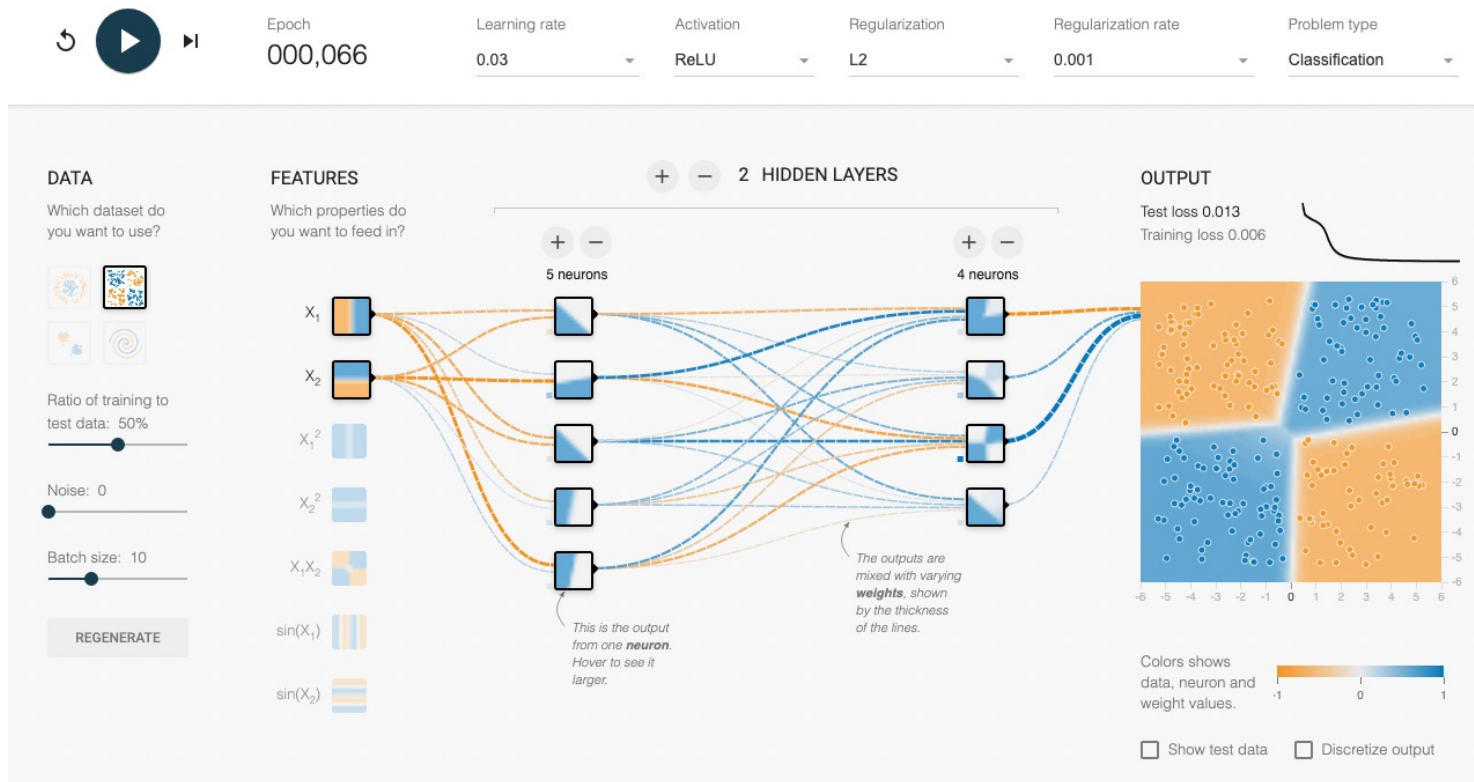 Epoch
000,066
Learning rate
0.03
Activation
ReLU
Regularization
L2
Regularization rate
0.001
Problem type
Classification
DATA
Which dataset do
you want to use?
Ratio of training to
test data: 50%
Noise: 0
Batch size: 10
REGENERATE
FEATURES
Which properties do
you want to feed in?
X₁
X₂
X₁²
X₂²
X₁X₂
sin(X₁)
sin(X₂)
+ − 2 HIDDEN LAYERS
+ −
5 neurons
+ −
4 neurons
This is the output
from one neuron.
Hover to see it
larger.
The outputs are
mixed with varying
weights, shown
by the thickness
of the lines.
OUTPUT
Test loss 0.013
Training loss 0.006
6
5
4
3
2
1
0
-1
-2
-3
-4
-5
-6
-6 -5 -4 -3 -2 -1 0 1 2 3 4 5 6
Colors shows
data, neuron and
weight values.
-1 0 1
Show test data
Discretize output